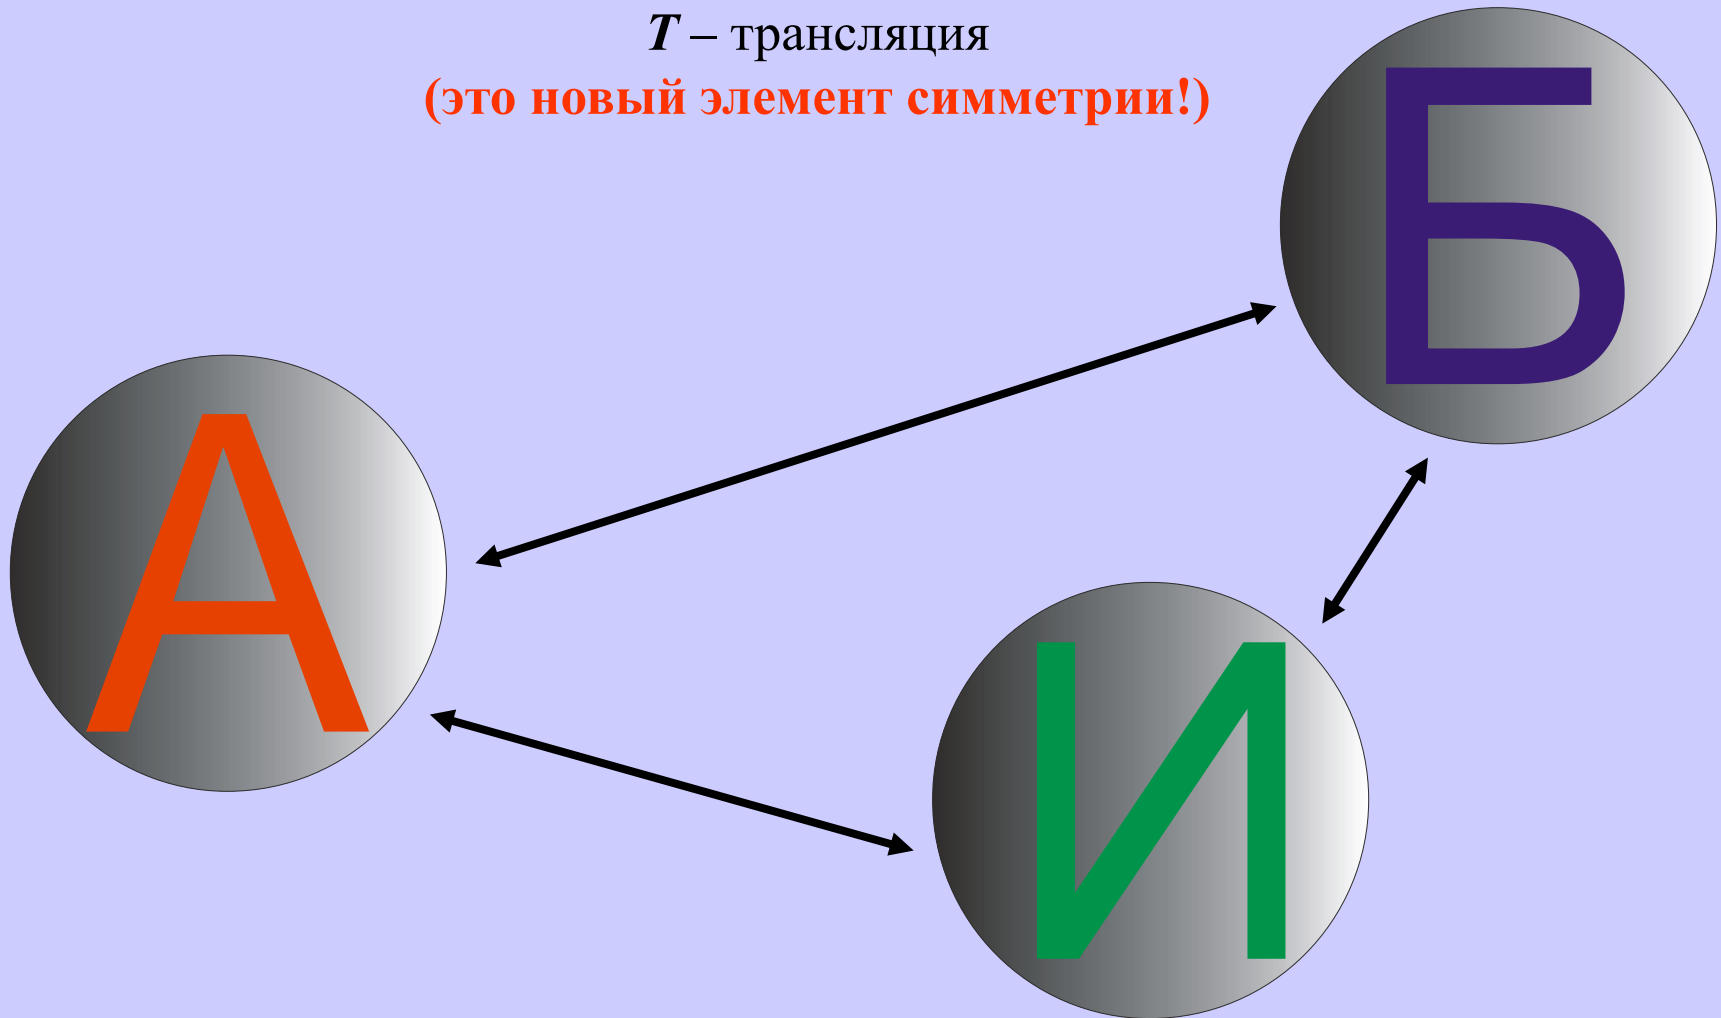 T – трансляция
(это новый элемент симметрии!)
Б
А
И